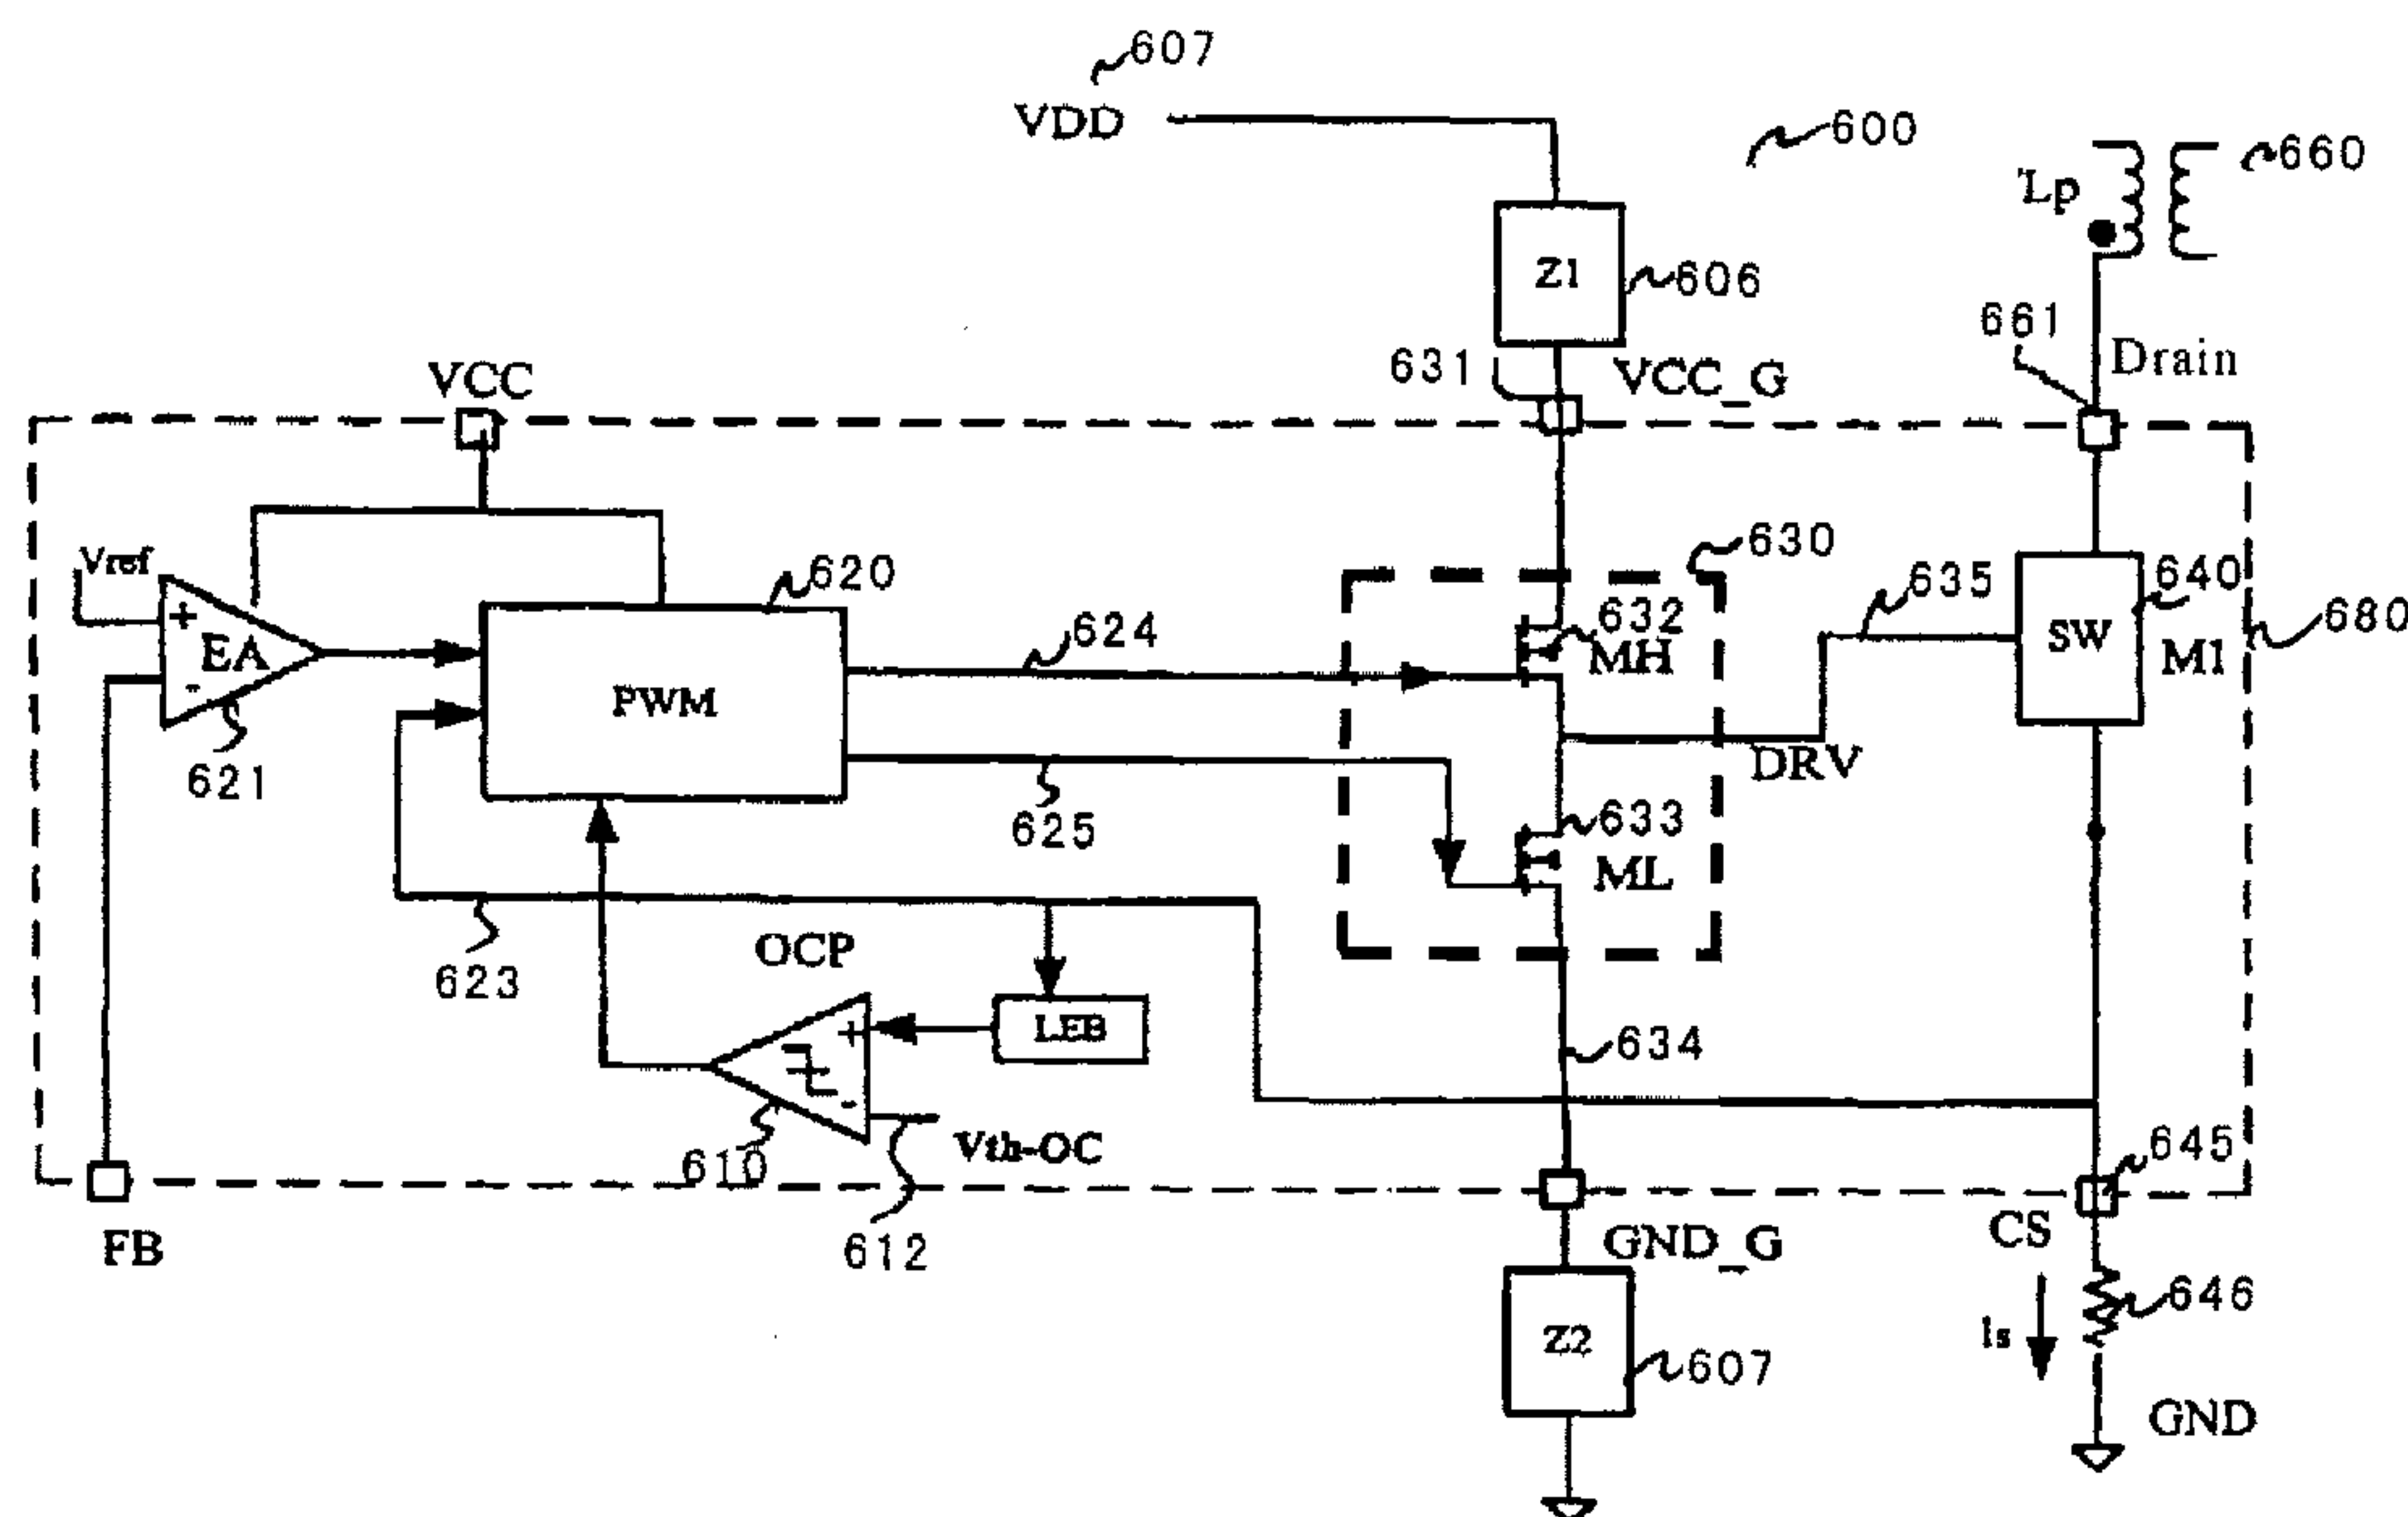 607
VDD
600
660
Lp
Z1
606
661
Drain
631
VCC_G
VCC
630
Vref
620
635
640
680
+
EA
-
PWM
624
632
MH
SW
M1
621
DRV
625
633
ML
OCP
623
LEB
+
-
634
610
Vth-OC
645
612
FB
GND_G
CS
Z2
607
Is
646
GND